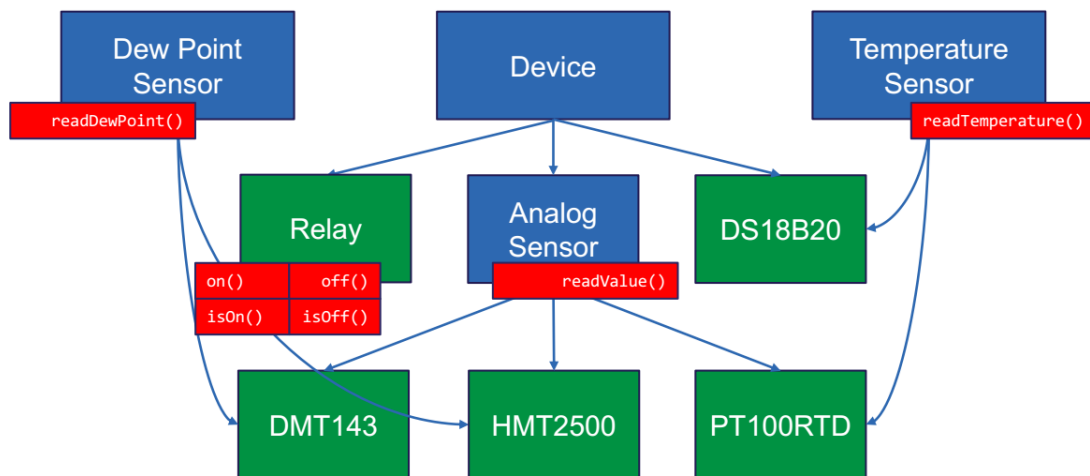 Dew Point
Sensor
readDewPoint()
Device
Temperature
Sensor
readTemperature()
Relay
on()
off()
isOn()
isOff()
Analog
Sensor
readValue()
DS18B20
DMT143
HMT2500
PT100RTD